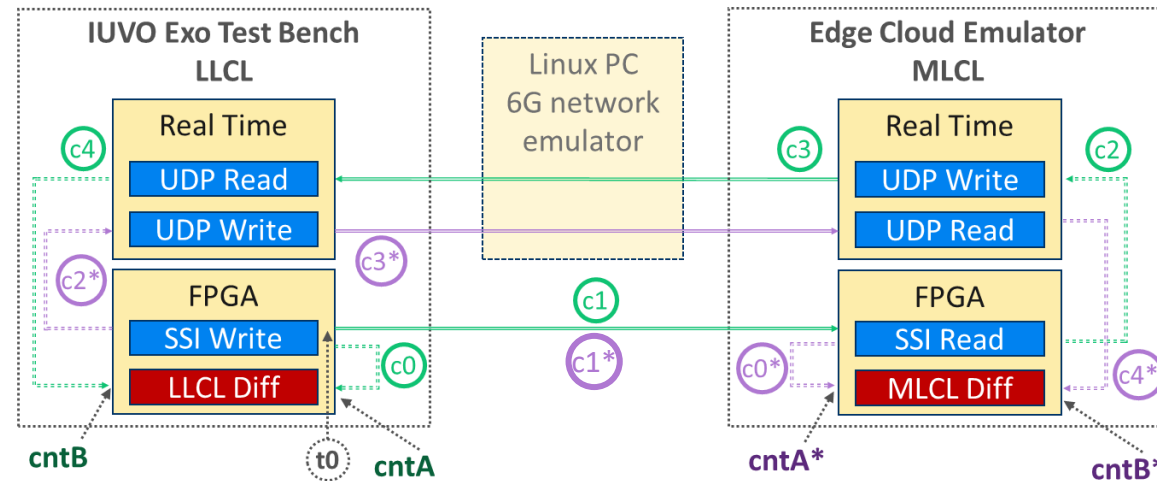 IUVO Exo Test Bench
LLCL
Real Time
UDP Read
UDP Write
FPGA
SSI Write
LLCL Diff
c4
c2*
c3*
c0
cntB
t0
cntA
Linux PC
6G network
emulator
c1
c1*
Edge Cloud Emulator
MLCL
Real Time
UDP Write
UDP Read
FPGA
SSI Read
MLCL Diff
c3
c2
c0*
c4*
cntA*
cntB*